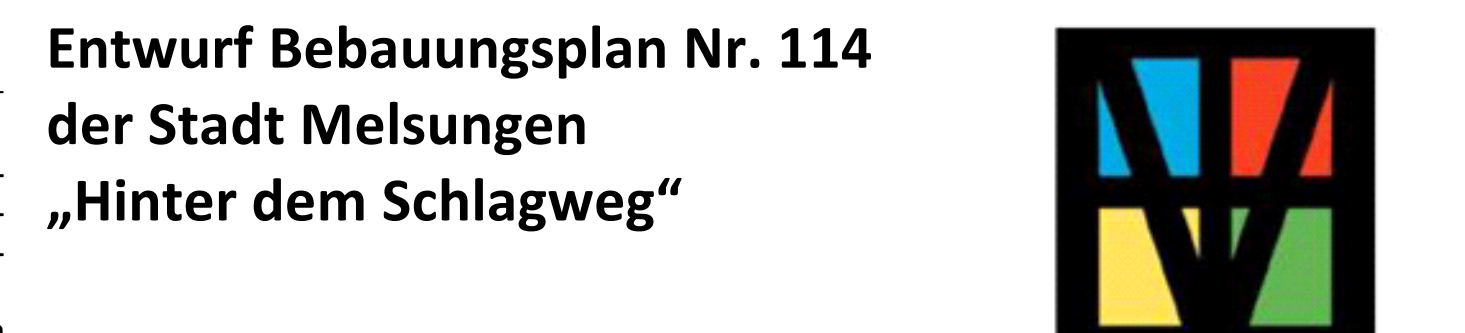 Entwurf Bebauungsplan Nr. 114
der Stadt Melsungen
„Hinter dem Schlagweg“